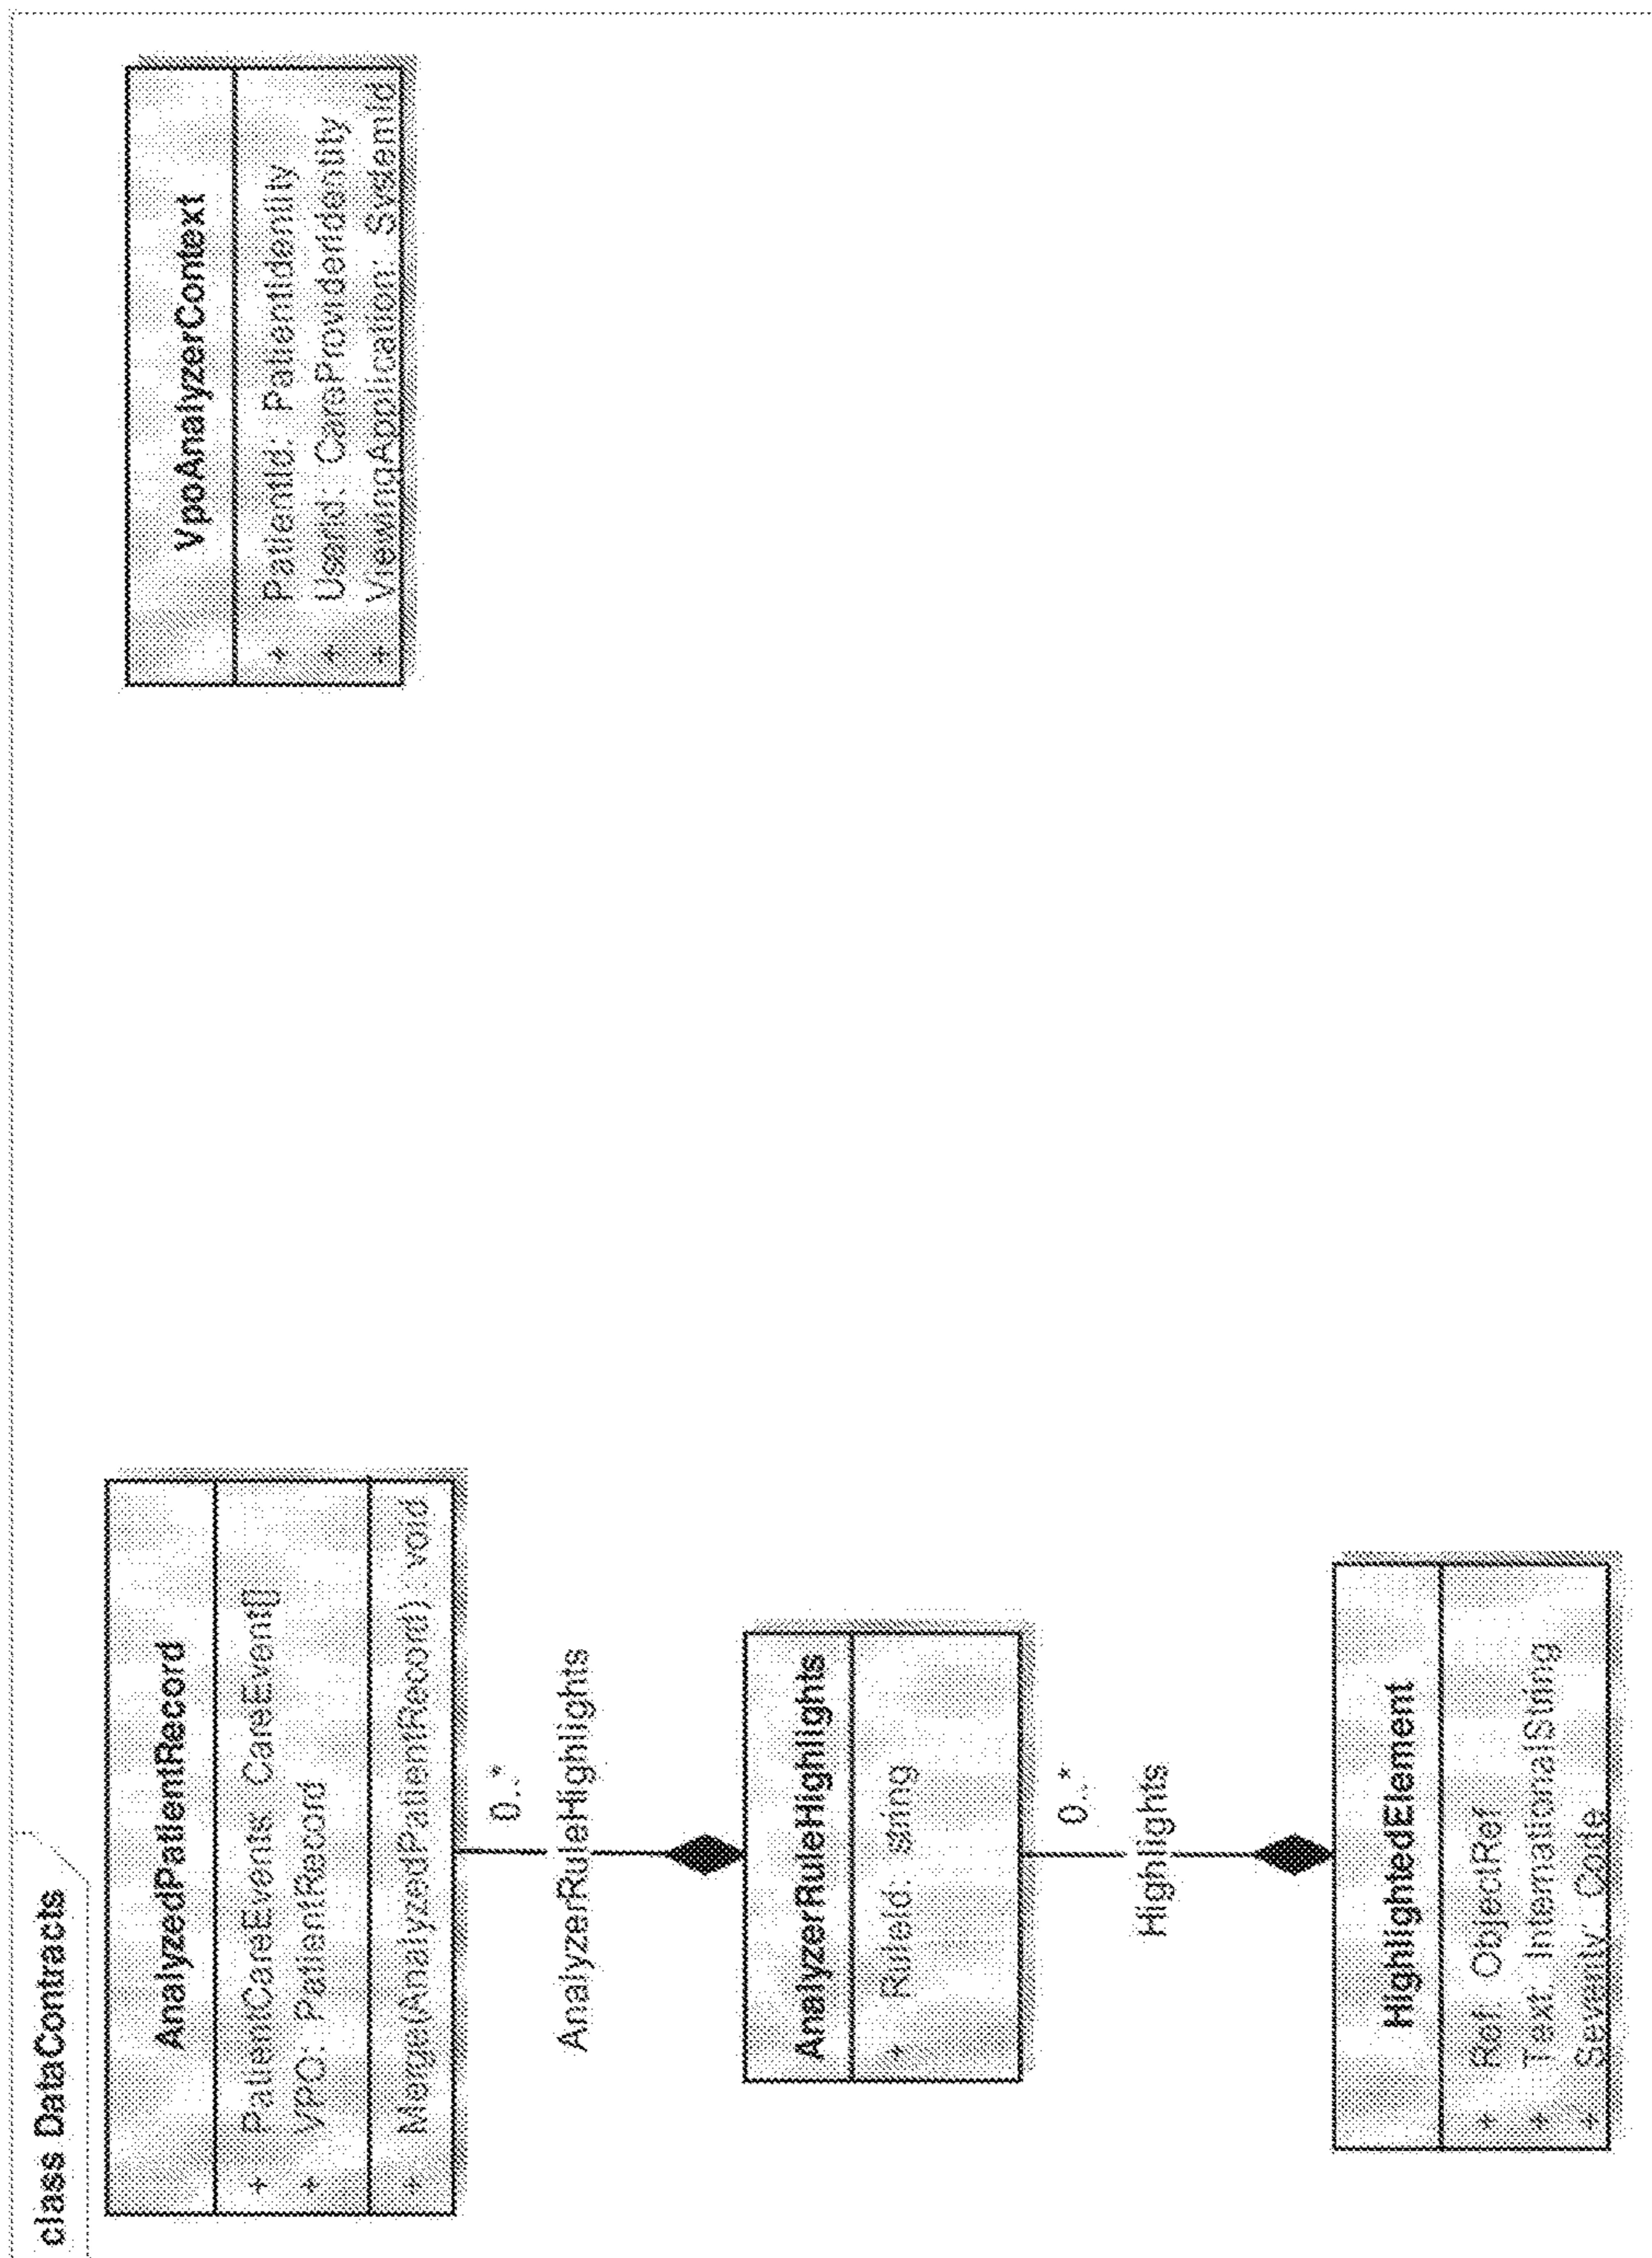 class DataContracts
AnalyzedPatientRecord
+ PatientCareEvents: CareEvent[]
+ VPO: PatientRecord
+ Merge(AnalyzedPatientRecord) : void
0..*
AnalyzerRuleHighlights
AnalyzerRuleHighlights
+ RuleId: string
0..*
Highlights
HighlightedElement
+ Ref: ObjectRef
+ Text: InternationalString
+ Severity: Code
VpoAnalyzerContext
+ PatientId: PatientIdentity
+ UserId: CareProviderIdentity
+ ViewingApplication: SystemId